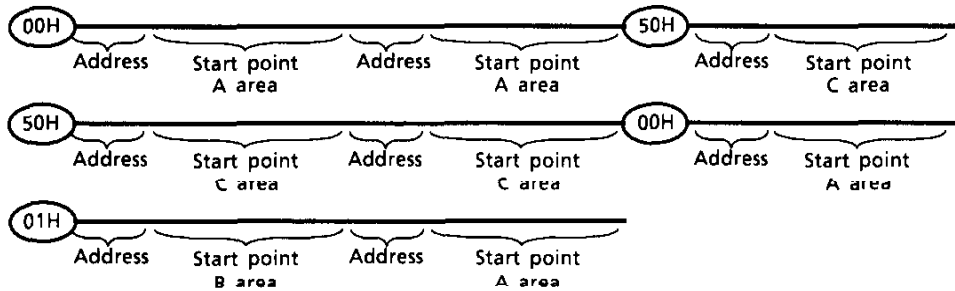 00H 50H
Address Start point Address Start point Address Start point
A area A area C area
50H 00H
Address Start point Address Start point Address Start point
C area C area A area
01H
Address Start point Address Start point
B area A area